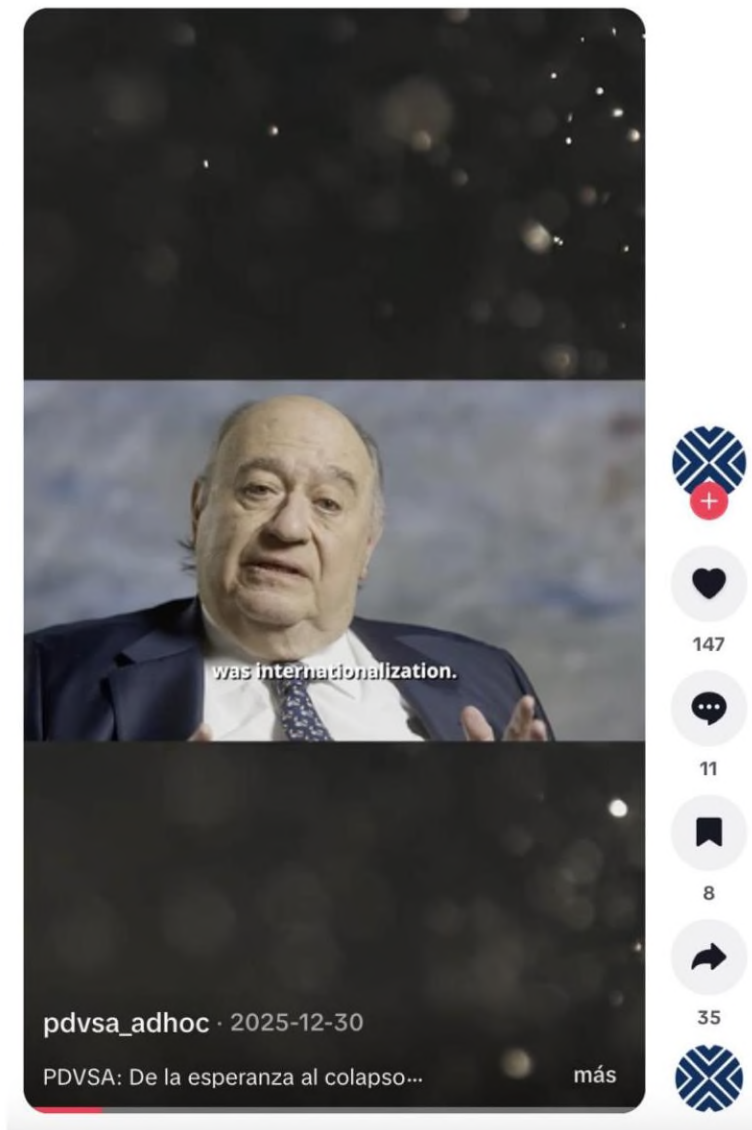 was internationalization.
147
11
8
35
pdvsa_adhoc · 2025-12-30
PDVSA: De la esperanza al colapso...
más